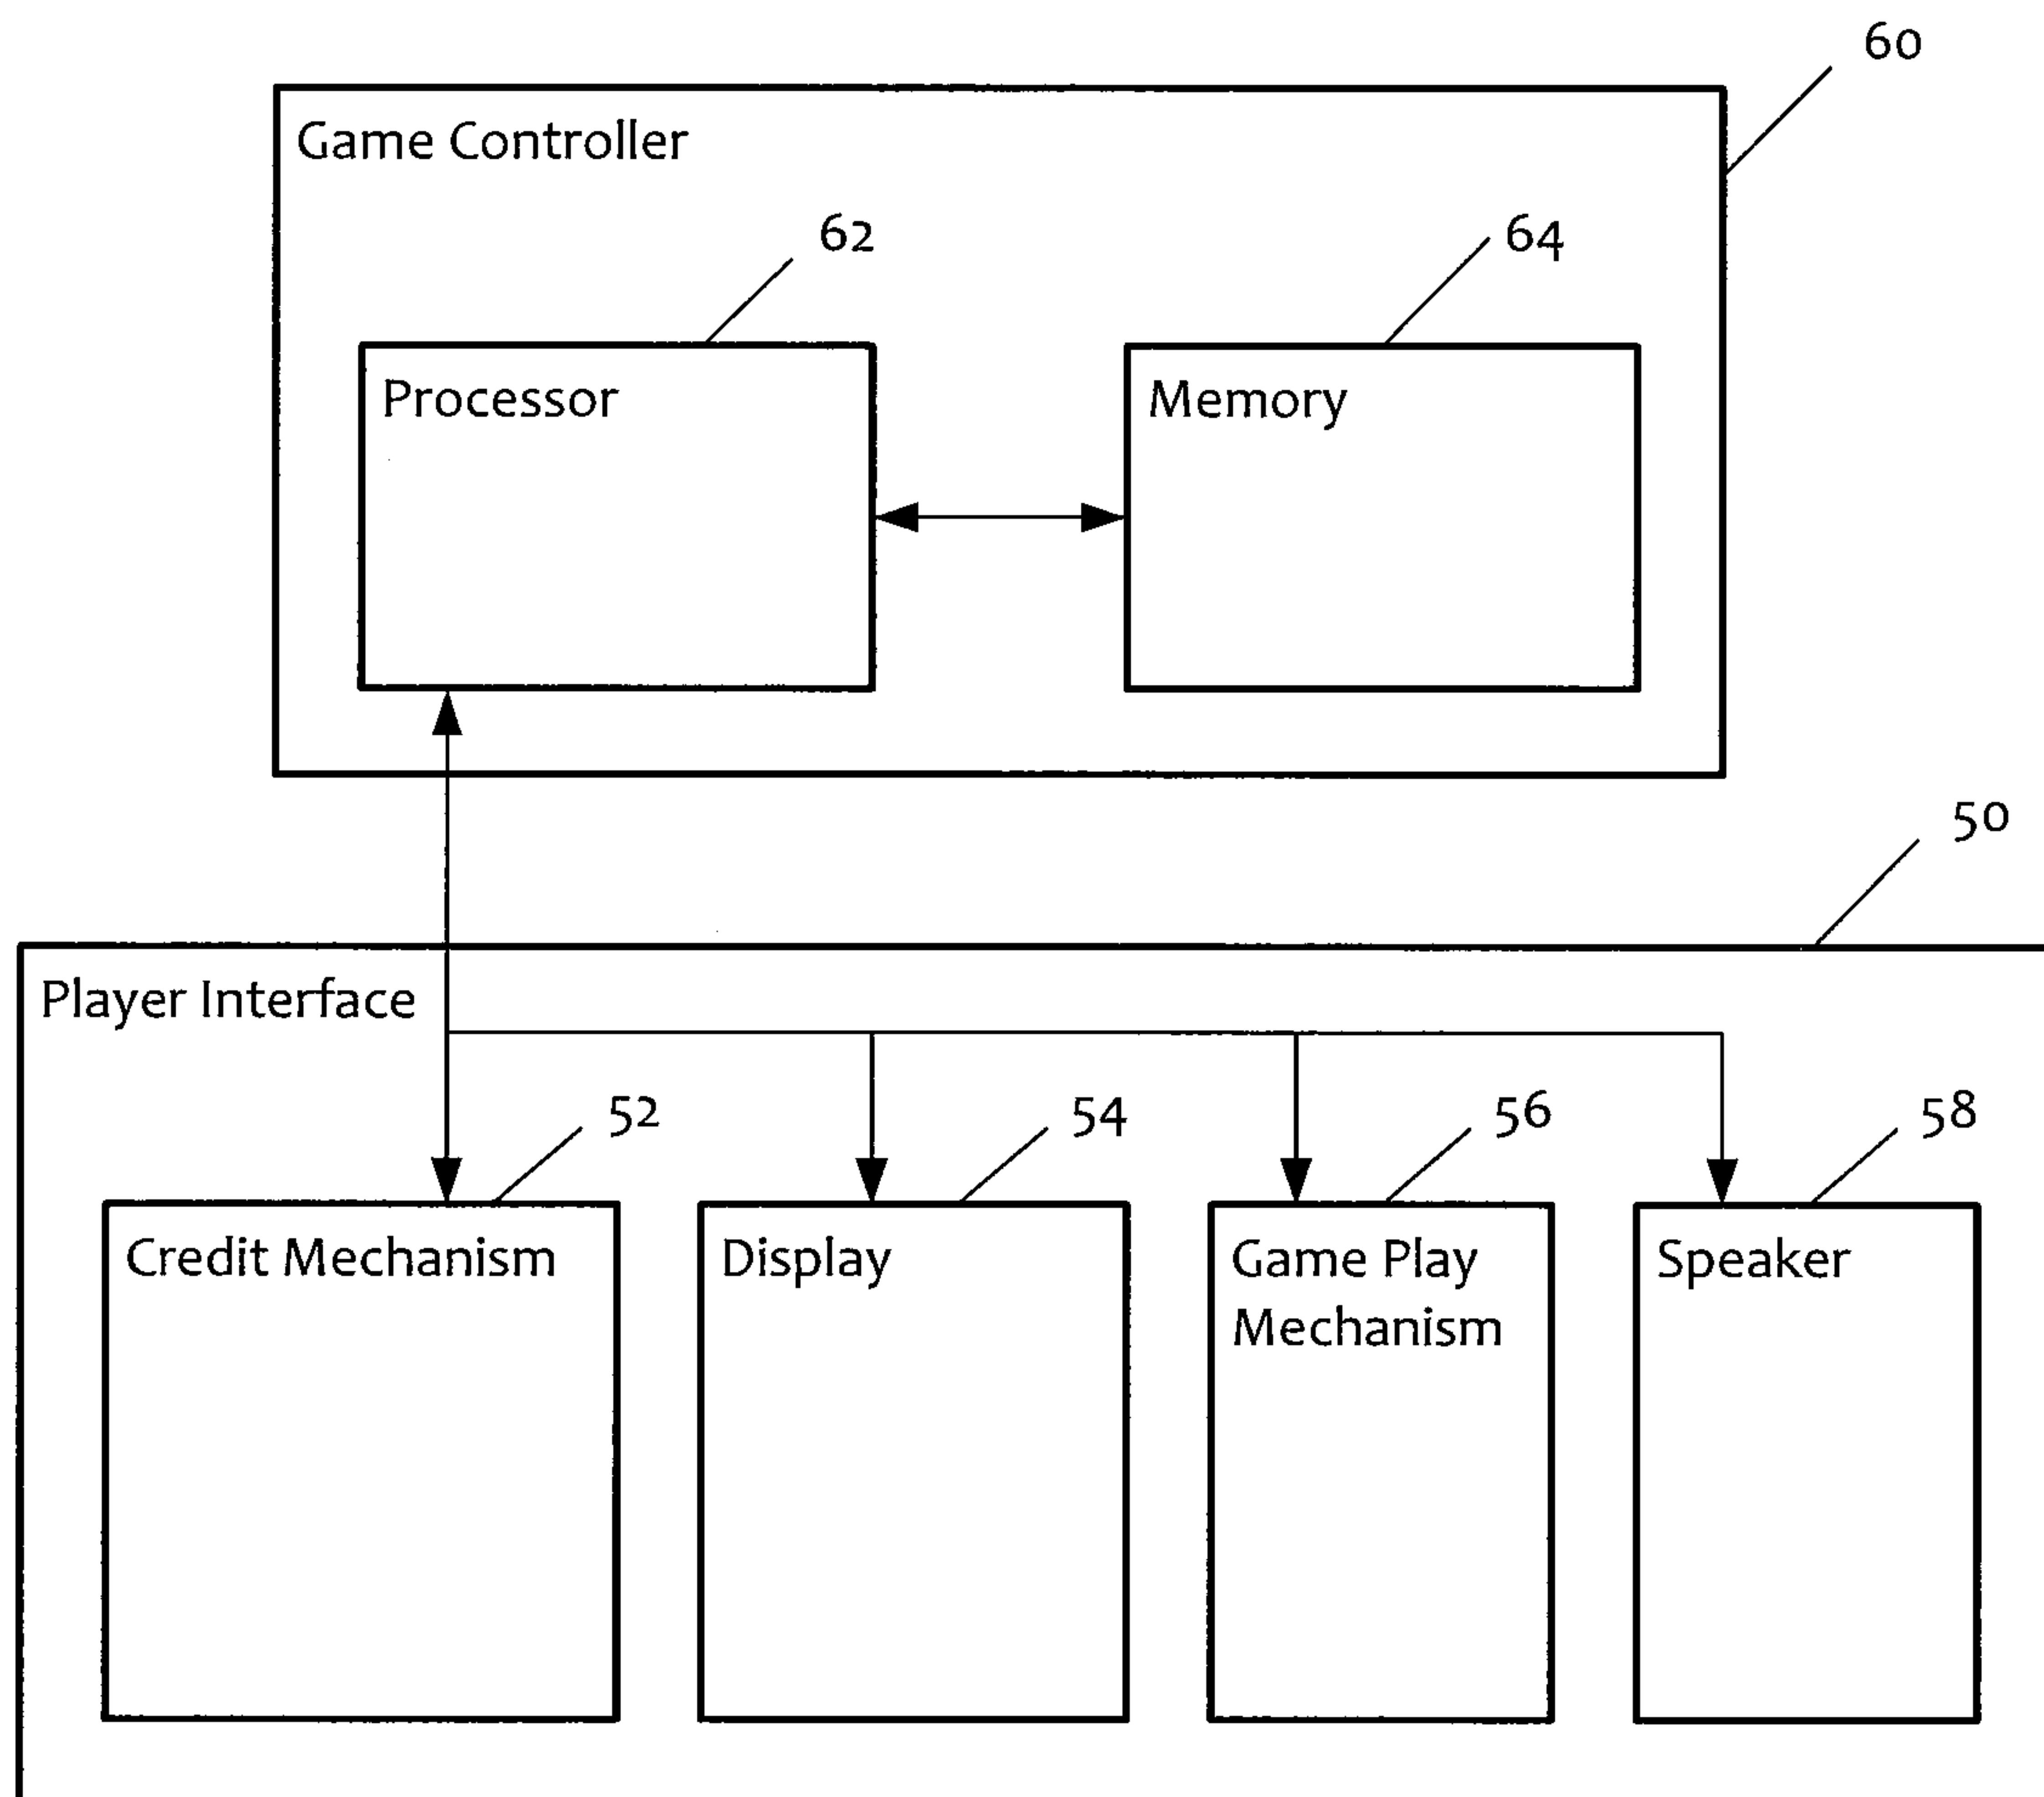 60
Game Controller
62
64
Processor
Memory
50
Player Interface
52
54
56
58
Credit Mechanism
Display
Game Play
Mechanism
Speaker